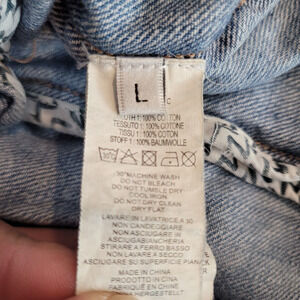 L
C
CLOTH 1: 100% COTTON
TESSUTO 1: 100% COTONE
TISSU 1: 100% COTON
STOFF 1: 100% BAUMWOLLE
30°MACHINE WASH
DO NOT BLEACH
DO NOT TUMBLE DRY
COOL IRON
DO NOT DRY CLEAN
DRY FLAT
LAVARE IN LAVATRICE A 30
NON CANDEGGIARE
NON ASCIUGARE IN
ASCIUGABIANCHERIA
STIRARE A FERRO BASSO
NON LAVARE A SECCO
ASCIUGARE SU SUPERFICIE PIANA
MADE IN CHINA
PRODOTTO IN CINA
FABRIQUÉ EN CHINE
HERGESTELLT